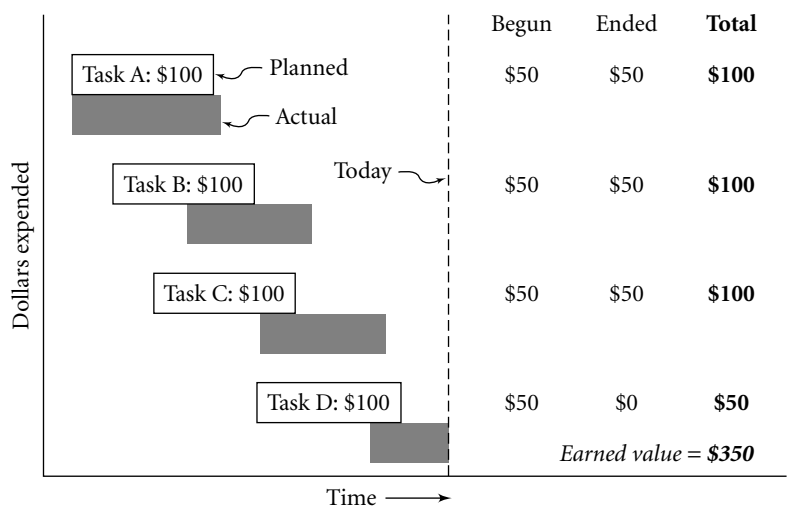 Begun Ended Total
Task A: $100 Planned $50 $50 $100
Actual
Today
Task B: $100 $50 $50 $100
Dollars expended
Task C: $100 $50 $50 $100
Task D: $100 $50 $0 $50
Earned value = $350
Time